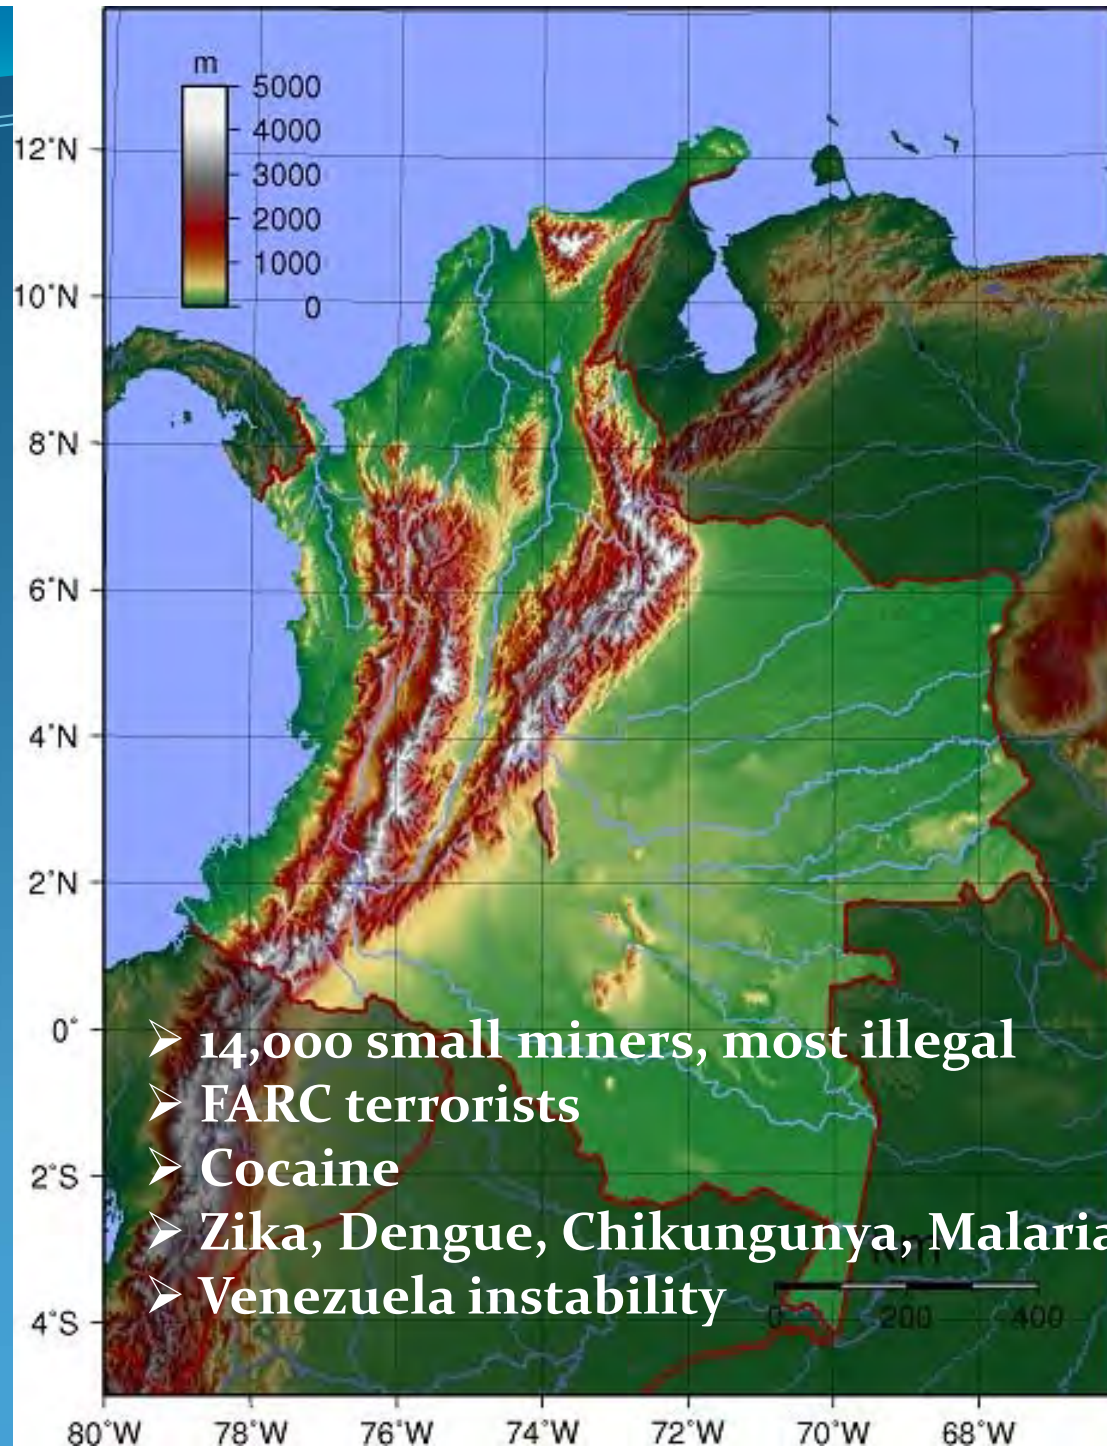 m
5000
4000
3000
2000
1000
0
12°N
10°N
8°N
6°N
4°N
2°N
0°
2°S
4°S
➢ 14,000 small miners, most illegal
➢ FARC terrorists
➢ Cocaine
➢ Zika, Dengue, Chikungunya, Malaria
➢ Venezuela instability
km
0 200 400
80°W 78°W 76°W 74°W 72°W 70°W 68°W